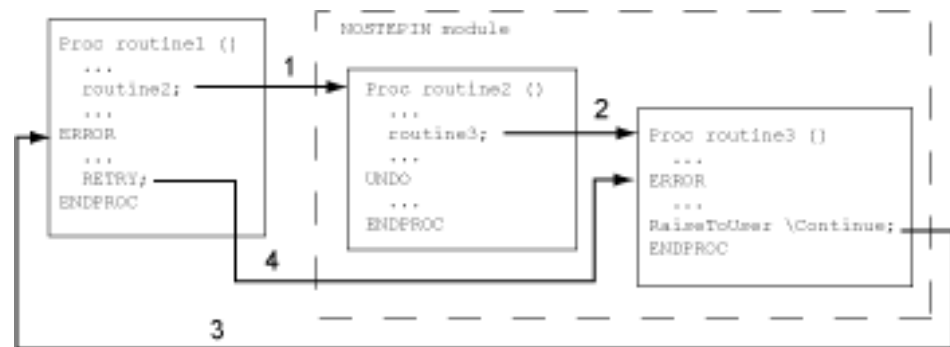 Proc routine1 ()
...
routine2;
...
ERROR
...
RETRY;
ENDPROC
1
NOSTEPIN module
Proc routine2 ()
...
routine3;
...
UNDO
...
ENDPROC
2
Proc routine3 ()
...
ERROR
...
RaiseToUser \Continue;
ENDPROC
4
3